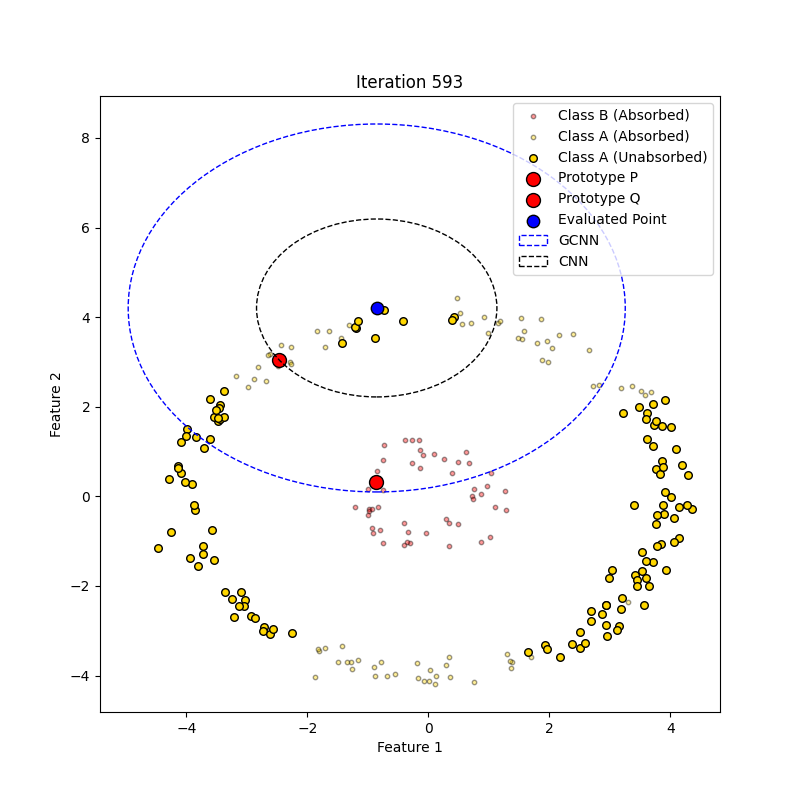 Iteration 593
Class B (Absorbed)
Class A (Absorbed)
Class A (Unabsorbed)
Prototype P
Prototype Q
Evaluated Point
GCNN
CNN
Feature 2
8
6
4
2
0
−2
−4
−4
−2
0
2
4
Feature 1